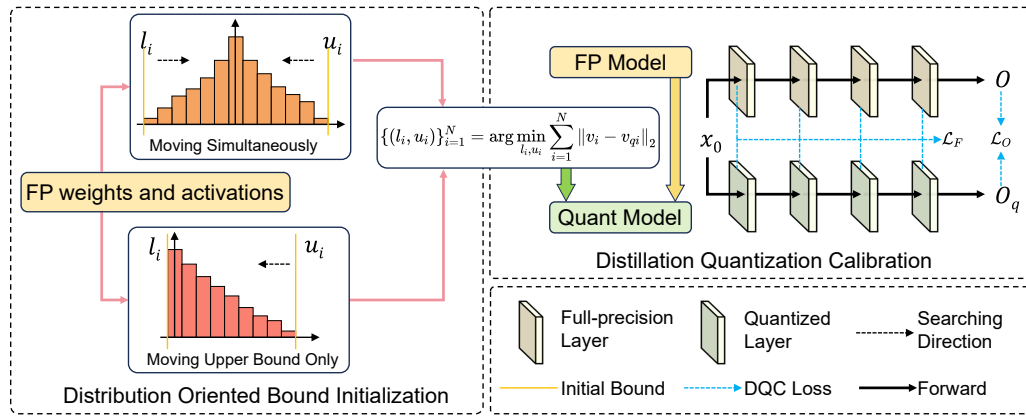 l_i
u_i
Moving Simultaneously
FP weights and activations
l_i
u_i
Moving Upper Bound Only
Distribution Oriented Bound Initialization
{(l_i, u_i)}_{i=1}^{N} = arg min_{l_i,u_i} \sum_{i=1}^{N} ‖v_i − v_{qi}‖_2
FP Model
Quant Model
x_0
O
ℒ_F
ℒ_O
O_q
Distillation Quantization Calibration
Full-precision
Layer
Quantized
Layer
Searching
Direction
Initial Bound
DQC Loss
Forward